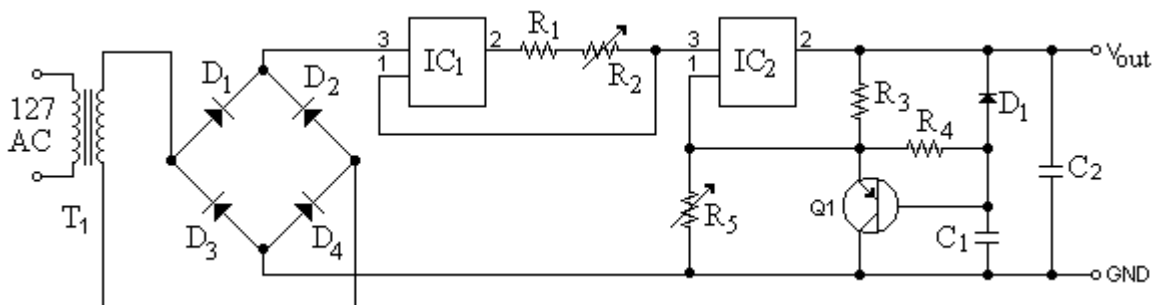 127
AC
T1
D1
D2
D3
D4
3
1
IC1
2
R1
R2
3
1
IC2
2
R3
R4
R5
Q1
D1
C1
C2
Vout
GND